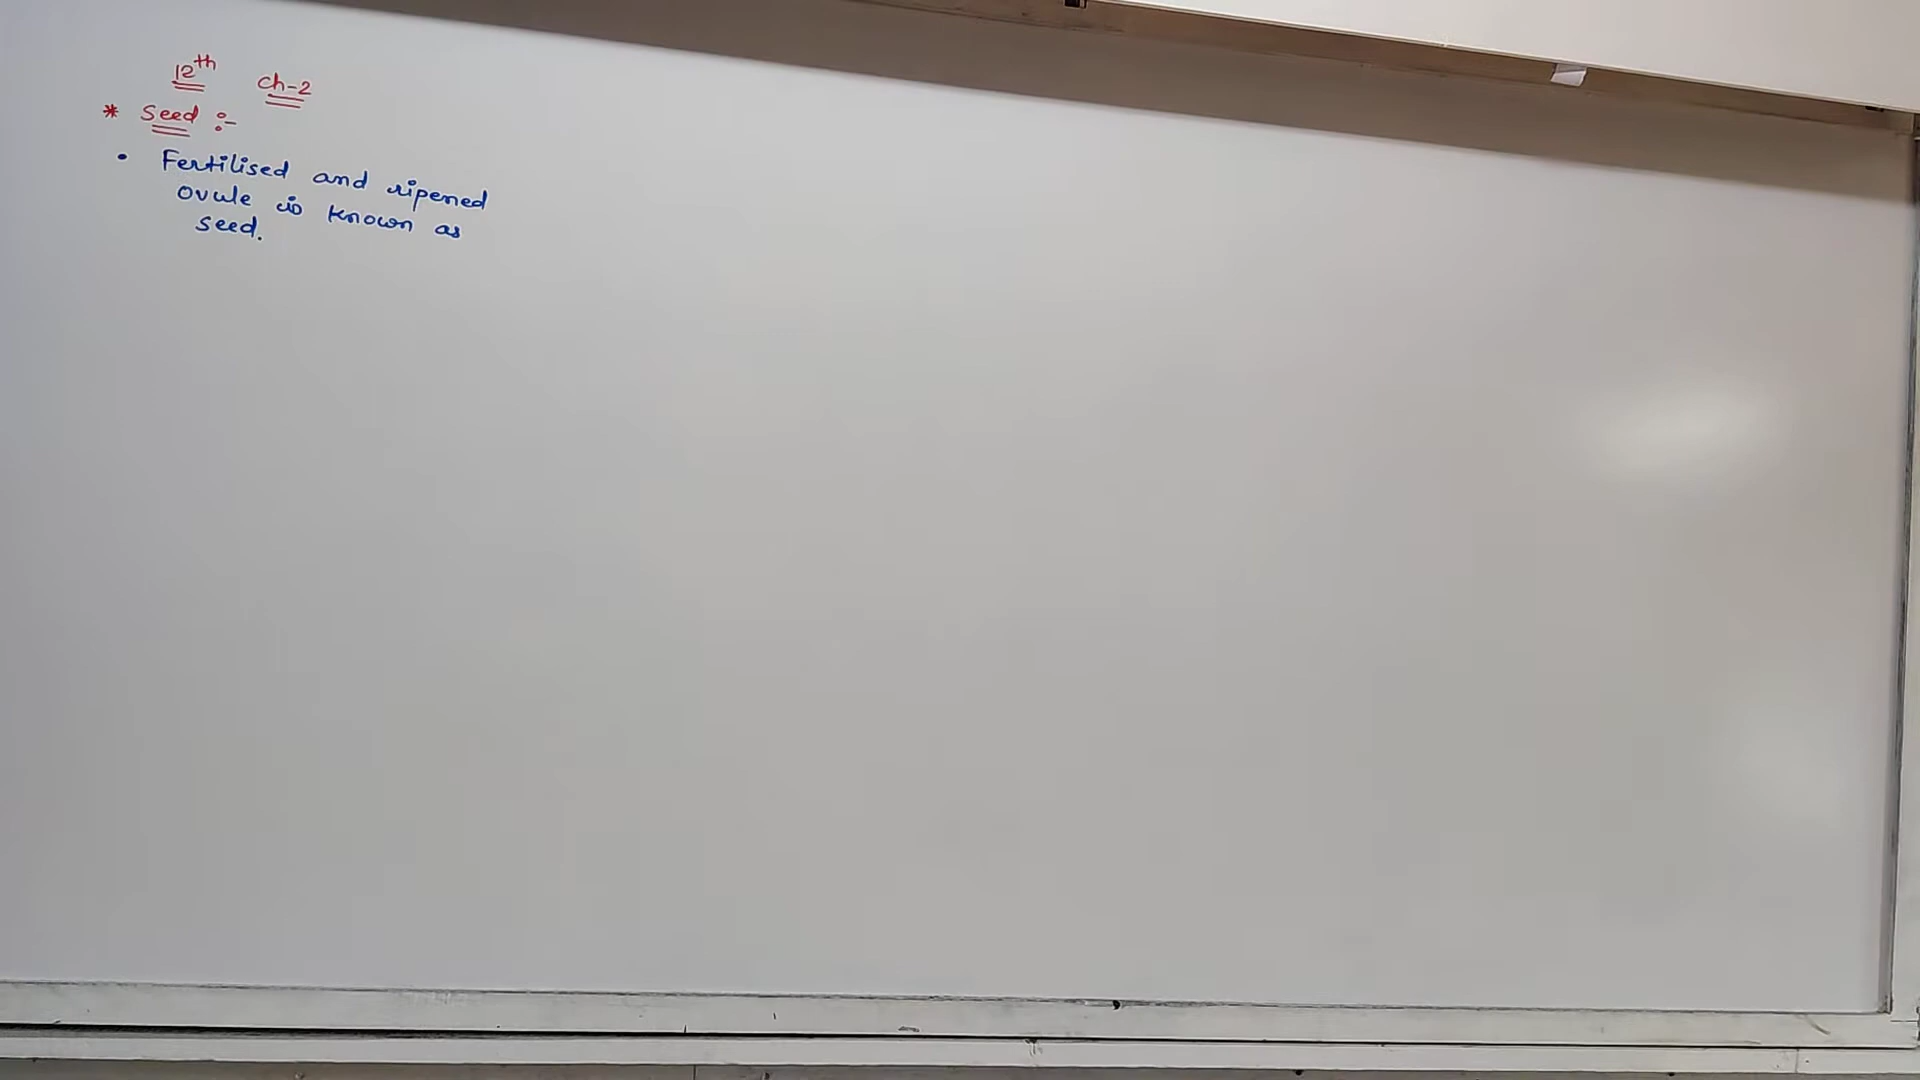 12th ch-2
* Seed :-
• Fertilised and ripened
ovule is known as
seed.